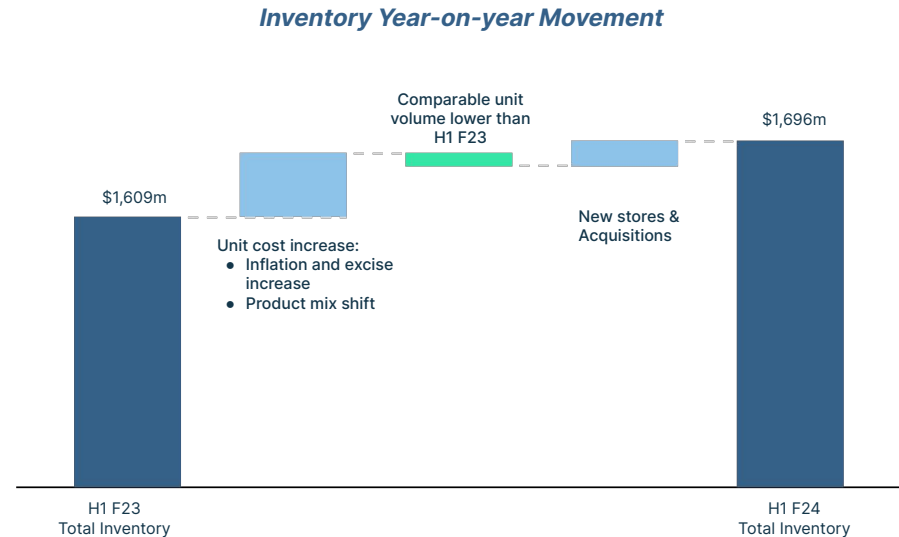 Inventory Year-on-year Movement
Comparable unit
volume lower than
H1 F23
$1,696m
$1,609m
New stores &
Acquisitions
Unit cost increase:
● Inflation and excise
increase
● Product mix shift
H1 F23
Total Inventory
H1 F24
Total Inventory